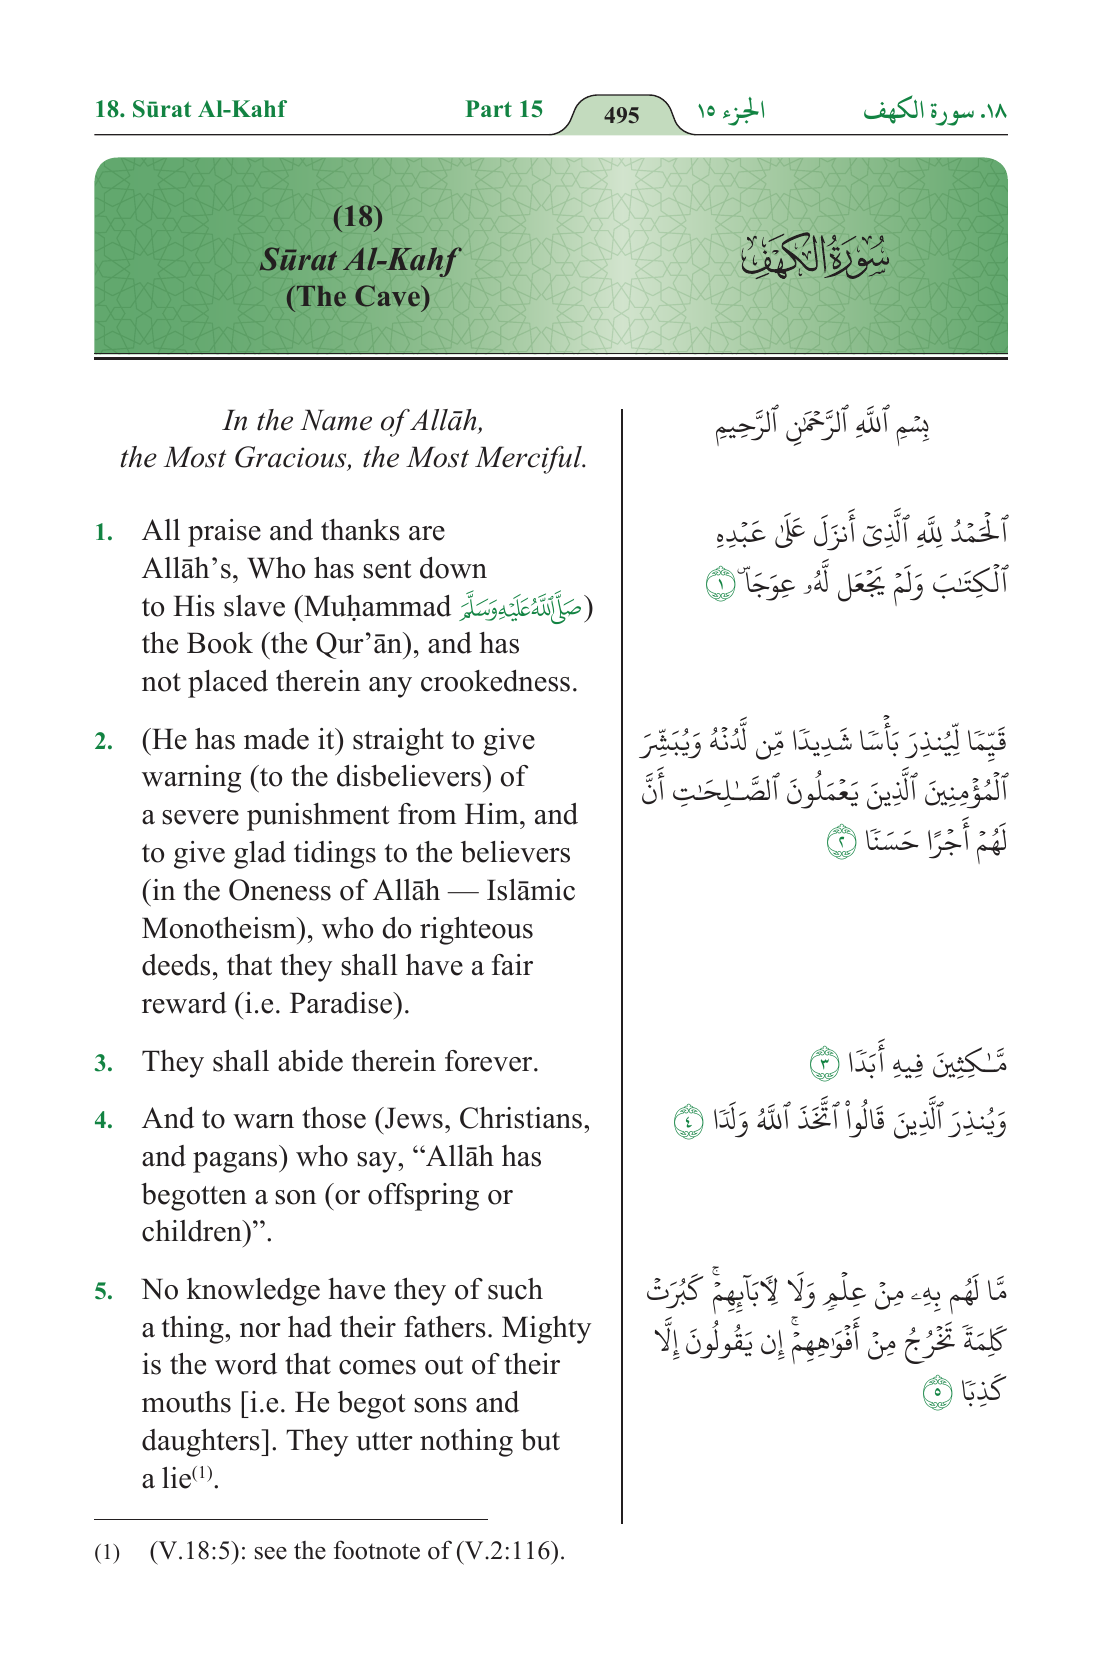 18. Sūrat Al-Kahf
Part 15
495
الجزء ١٥
١٨. سورة الكهف
(18)
Sūrat Al-Kahf
(The Cave)
سُورَةُ الكَهْفِ
In the Name of Allāh,
the Most Gracious, the Most Merciful.
بِسْمِ ٱللَّهِ ٱلرَّحْمَٰنِ ٱلرَّحِيمِ
1. All praise and thanks are
Allāh’s, Who has sent down
to His slave (Muḥammad صَلَّى اللَّهُ عَلَيْهِ وَسَلَّمَ)
the Book (the Qur’ān), and has
not placed therein any crookedness.
ٱلْحَمْدُ لِلَّهِ ٱلَّذِىٓ أَنزَلَ عَلَىٰ عَبْدِهِ
ٱلْكِتَٰبَ وَلَمْ يَجْعَل لَّهُۥ عِوَجَاۜ ١
2. (He has made it) straight to give
warning (to the disbelievers) of
a severe punishment from Him, and
to give glad tidings to the believers
(in the Oneness of Allāh — Islāmic
Monotheism), who do righteous
deeds, that they shall have a fair
reward (i.e. Paradise).
قَيِّمًا لِّيُنذِرَ بَأْسًا شَدِيدًا مِّن لَّدُنْهُ وَيُبَشِّرَ
ٱلْمُؤْمِنِينَ ٱلَّذِينَ يَعْمَلُونَ ٱلصَّٰلِحَٰتِ أَنَّ
لَهُمْ أَجْرًا حَسَنًا ٢
3. They shall abide therein forever.
مَّٰكِثِينَ فِيهِ أَبَدًا ٣
4. And to warn those (Jews, Christians,
and pagans) who say, “Allāh has
begotten a son (or offspring or
children)”.
وَيُنذِرَ ٱلَّذِينَ قَالُوا۟ ٱتَّخَذَ ٱللَّهُ وَلَدًا ٤
5. No knowledge have they of such
a thing, nor had their fathers. Mighty
is the word that comes out of their
mouths [i.e. He begot sons and
daughters]. They utter nothing but
a lie(1).
مَّا لَهُم بِهِۦ مِنْ عِلْمٍ وَلَا لِءَابَآئِهِمْۚ كَبُرَتْ
كَلِمَةً تَخْرُجُ مِنْ أَفْوَٰهِهِمْۚ إِن يَقُولُونَ إِلَّا
كَذِبًا ٥
(1) (V.18:5): see the footnote of (V.2:116).